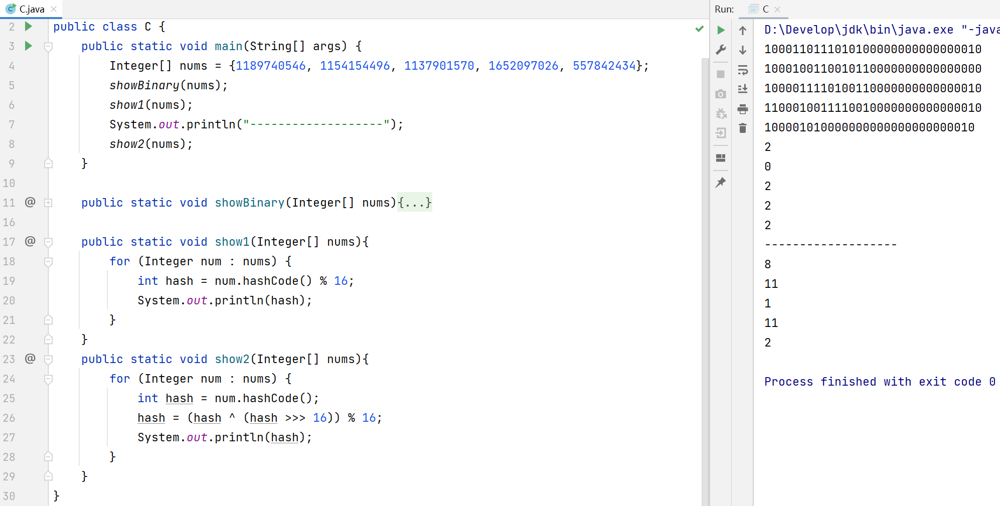 C.java
2 public class C {
3 public static void main(String[] args) {
4 Integer[] nums = {1189740546, 1154154496, 1137901570, 1652097026, 557842434};
5 showBinary(nums);
6 show1(nums);
7 System.out.println("-------------------");
8 show2(nums);
9 }
10
11 @ public static void showBinary(Integer[] nums){...}
16
17 @ public static void show1(Integer[] nums){
18 for (Integer num : nums) {
19 int hash = num.hashCode() % 16;
20 System.out.println(hash);
21 }
22 }
23 @ public static void show2(Integer[] nums){
24 for (Integer num : nums) {
25 int hash = num.hashCode();
26 hash = (hash ^ (hash >>> 16)) % 16;
27 System.out.println(hash);
28 }
29 }
30 }
Run: C
D:\Develop\jdk\bin\java.exe "-java
1000110111010100000000000000010
1000100110010110000000000000000
1000011110100110000000000000010
1100010011110010000000000000010
100001010000000000000000000010
2
0
2
2
2
-------------------
8
11
1
11
2
Process finished with exit code 0